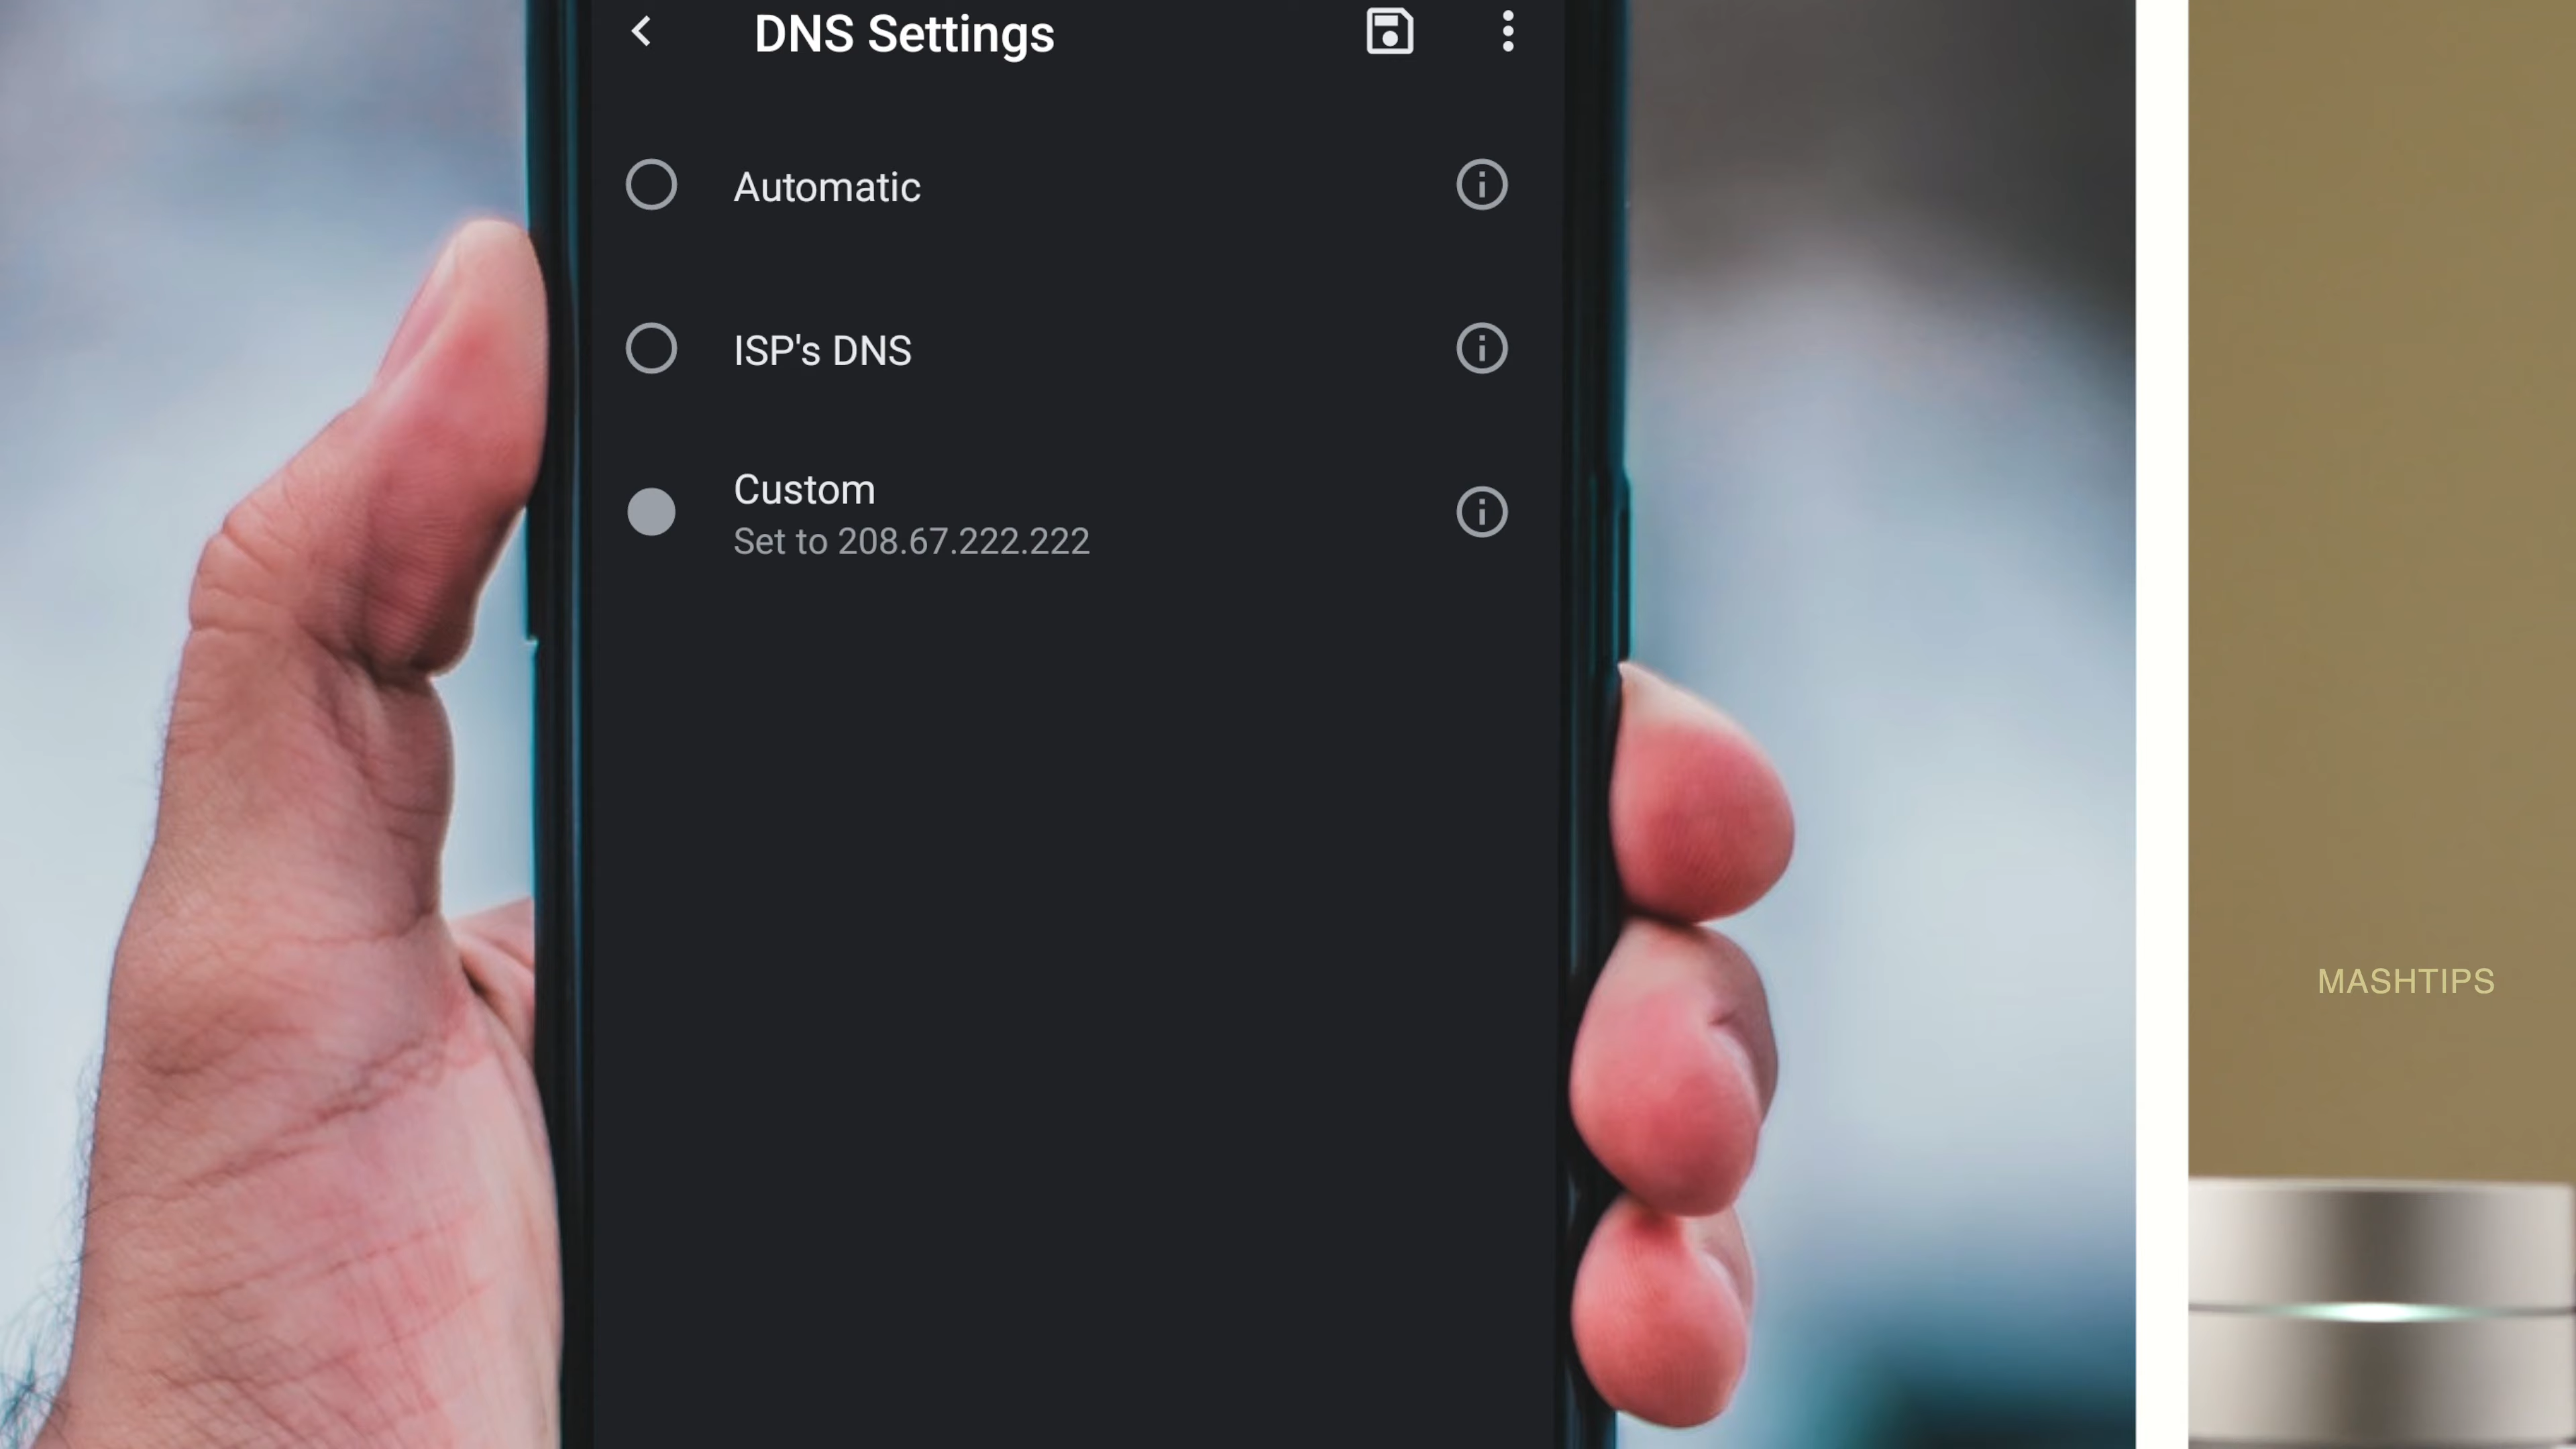 DNS Settings
Automatic
ISP's DNS
Custom
Set to 208.67.222.222
MASHTIPS